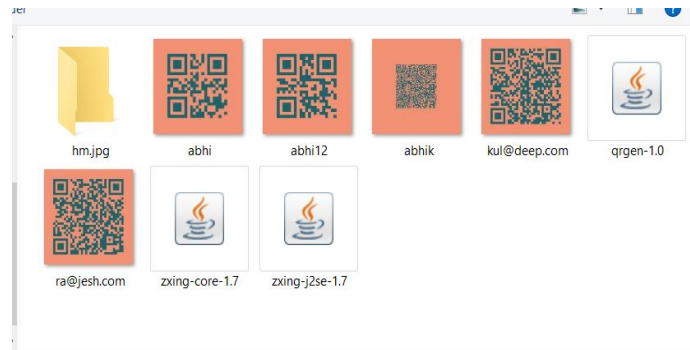 hm.jpg abhi abhi12 abhik kul@deep.com qrgen-1.0
ra@jesh.com zxing-core-1.7 zxing-j2se-1.7